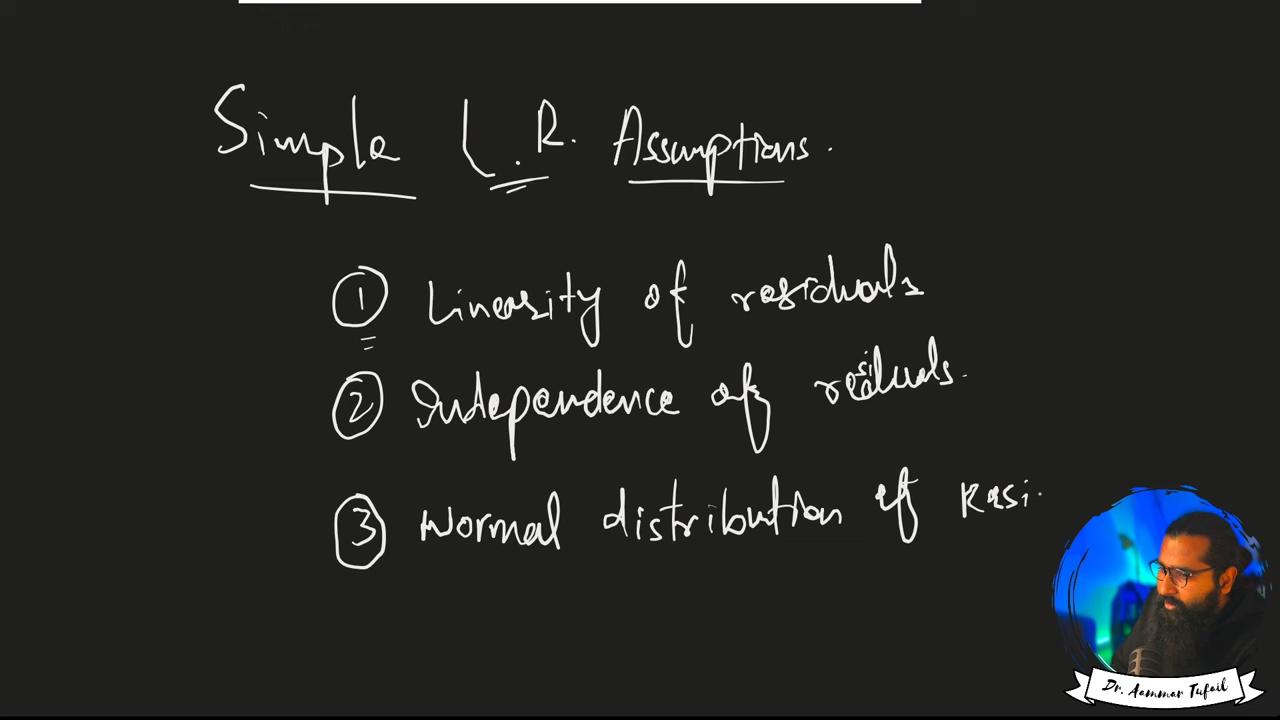 Simple L.R. Assumptions.
① Linearity of residuals
② Independence of residuals.
③ Normal distribution of Resi.
Dr. Aammar Tufail